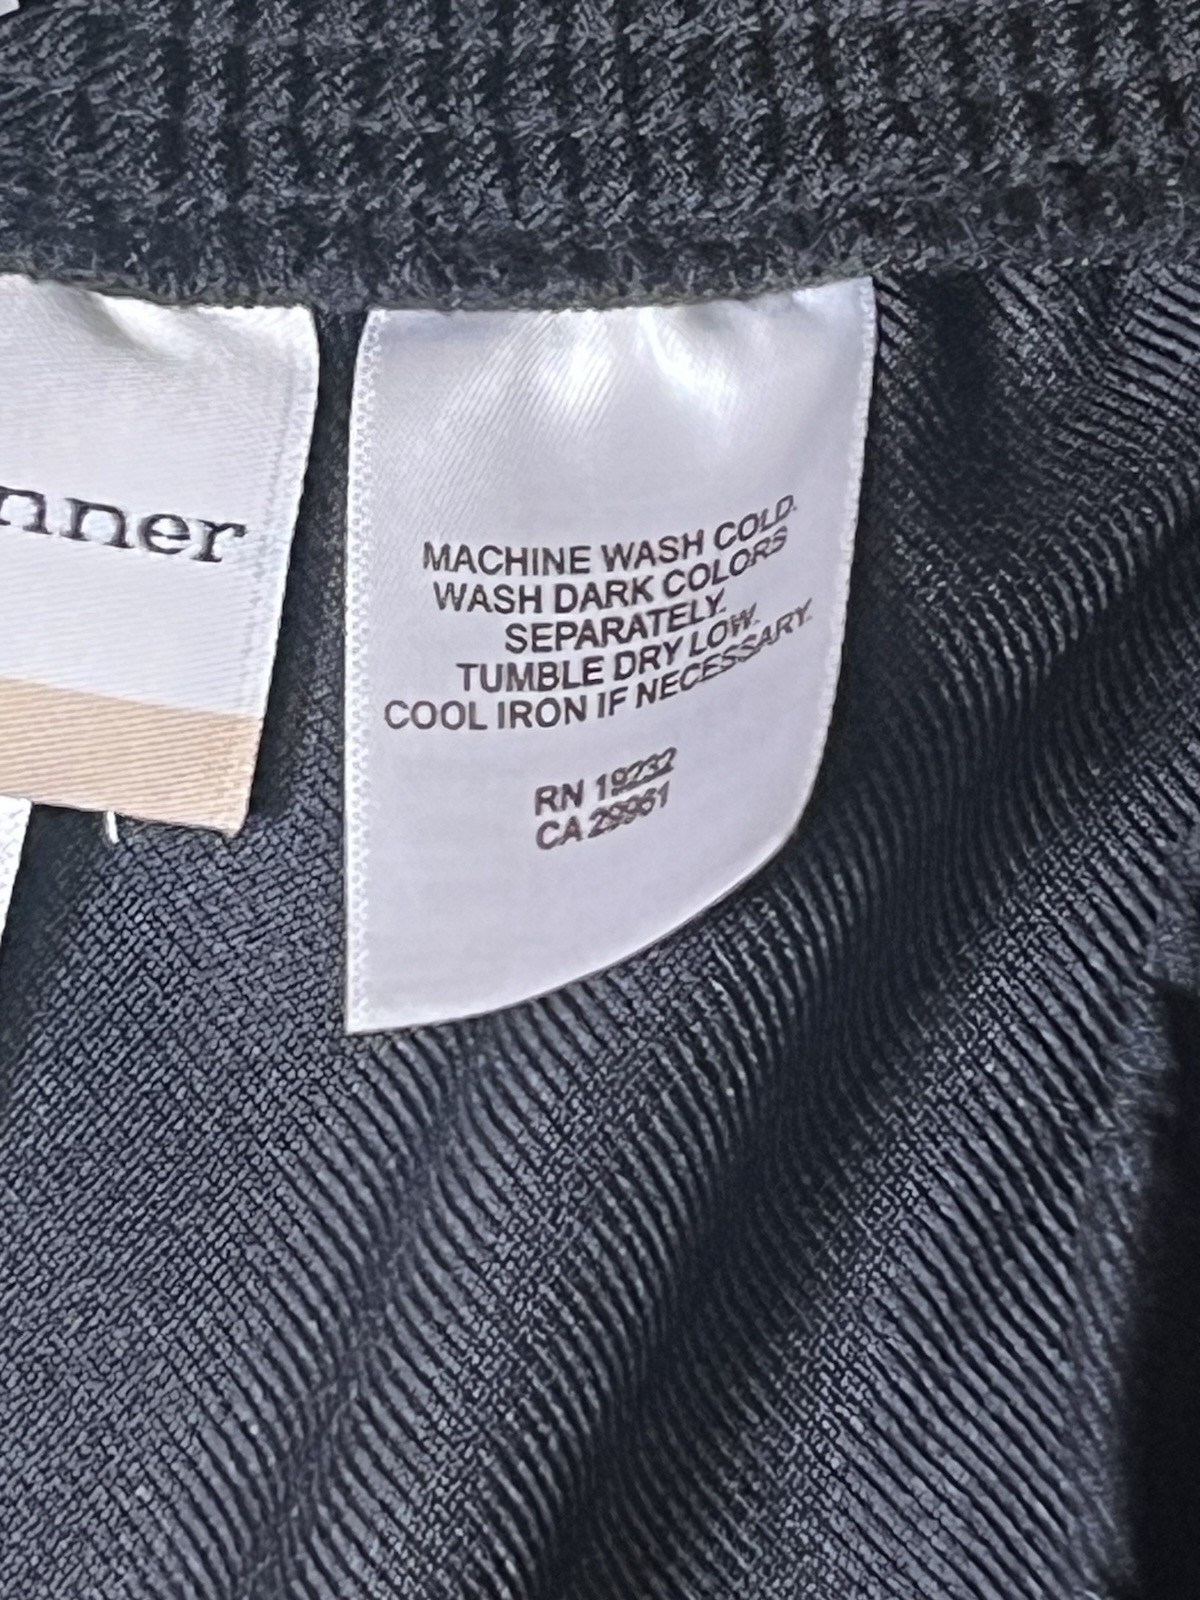 nner
MACHINE WASH COLD.
WASH DARK COLORS
SEPARATELY.
TUMBLE DRY LOW.
COOL IRON IF NECESSARY.
RN 19232
CA 29961